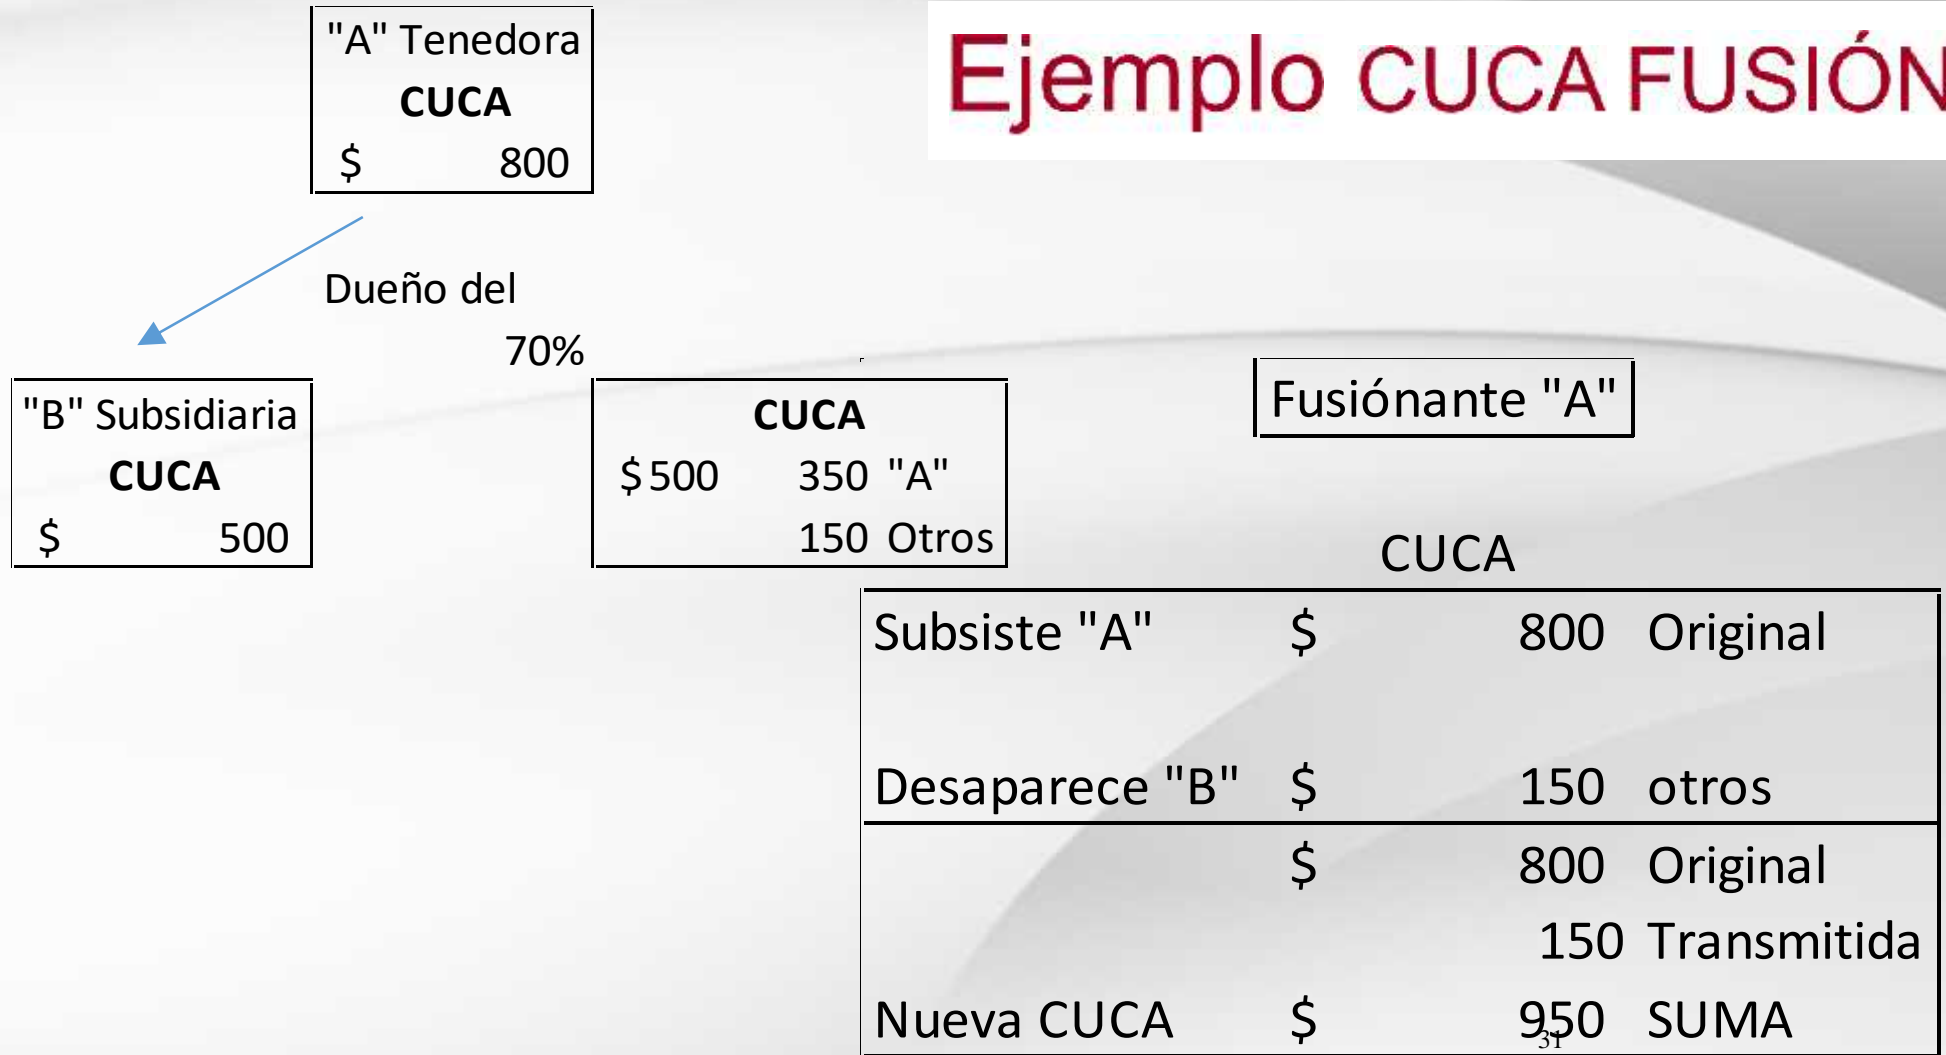 Ejemplo CUCA FUSIÓN
"A" Tenedora
CUCA
$ 800
Dueño del
70%
"B" Subsidiaria
CUCA
$ 500
CUCA
$ 500 350 "A"
150 Otros
Fusiónante "A"
CUCA
Subsiste "A" $ 800 Original
Desaparece "B" $ 150 otros
$ 800 Original
150 Transmitida
Nueva CUCA $ 950 SUMA
31